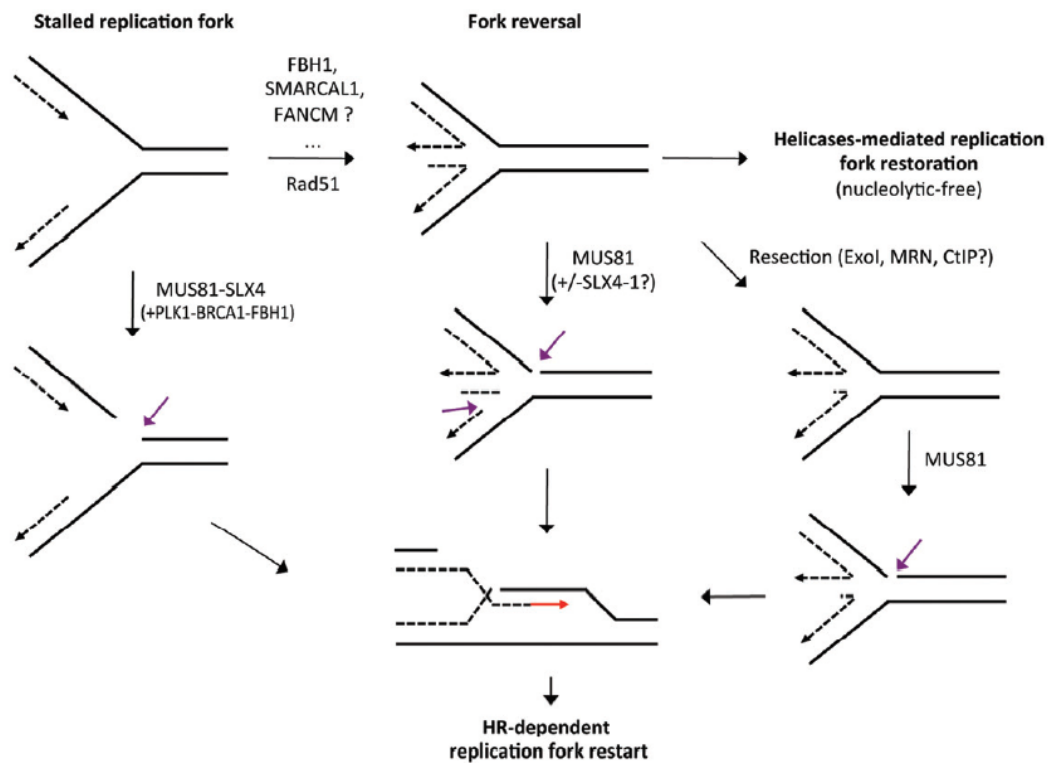 Stalled replication fork
Fork reversal
FBH1,
SMARCAL1,
FANCM ?
...
Rad51
Helicases-mediated replication
fork restoration
(nucleolytic-free)
MUS81-SLX4
(+PLK1-BRCA1-FBH1)
MUS81
(+/-SLX4-1?)
Resection (ExoI, MRN, CtIP?)
MUS81
HR-dependent
replication fork restart